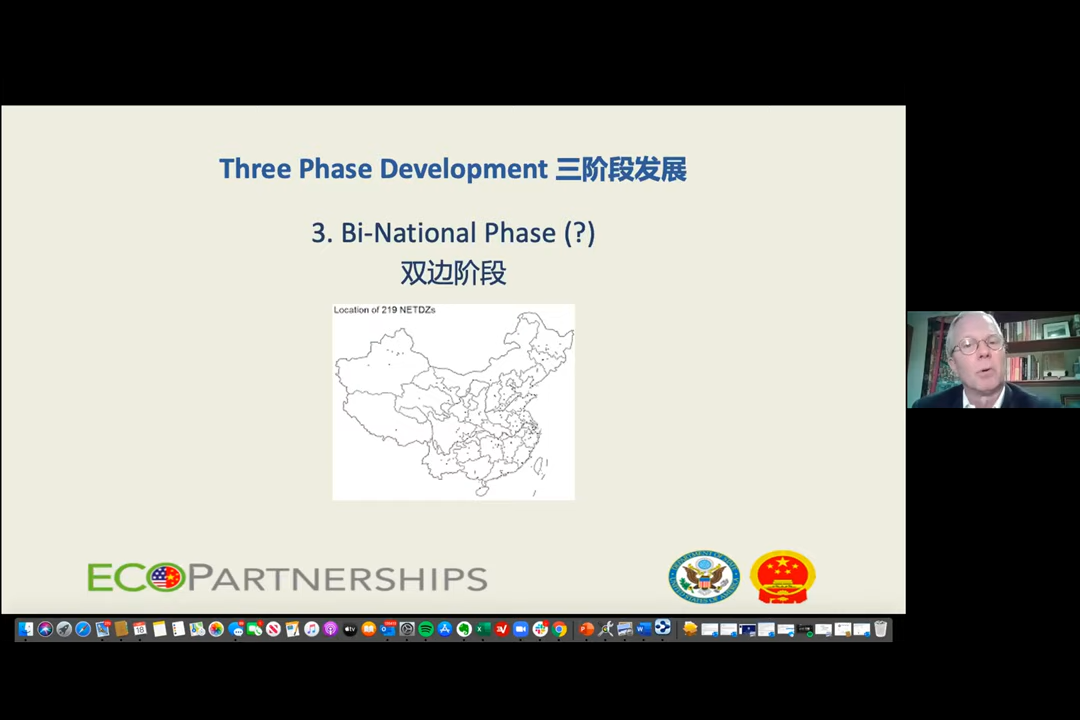 Three Phase Development 三阶段发展
3. Bi-National Phase (?)
双边阶段
Location of 219 NETDZs
ECOPARTNERSHIPS